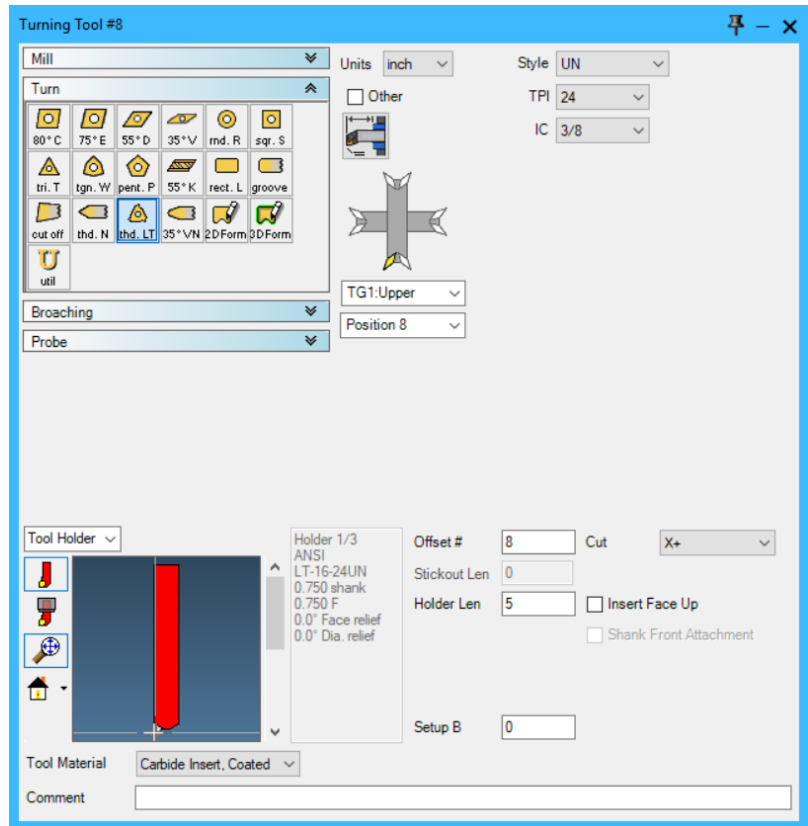 Turning Tool #8
Mill
Turn
80° C 75° E 55° D 35° V rnd. R sqr. S
tri. T tgn. W pent. P 55° K rect. L groove
cut off thd. N thd. LT 35° VN 2DForm 3DForm
util
Broaching
Probe
Units inch Style UN
Other TPI 24
IC 3/8
TG1:Upper
Position 8
Tool Holder
Holder 1/3
ANSI
LT-16-24UN
0.750 shank
0.750 F
0.0° Face relief
0.0° Dia. relief
Offset # 8 Cut X+
Stickout Len 0
Holder Len 5 Insert Face Up
Shank Front Attachment
Setup B 0
Tool Material Carbide Insert, Coated
Comment